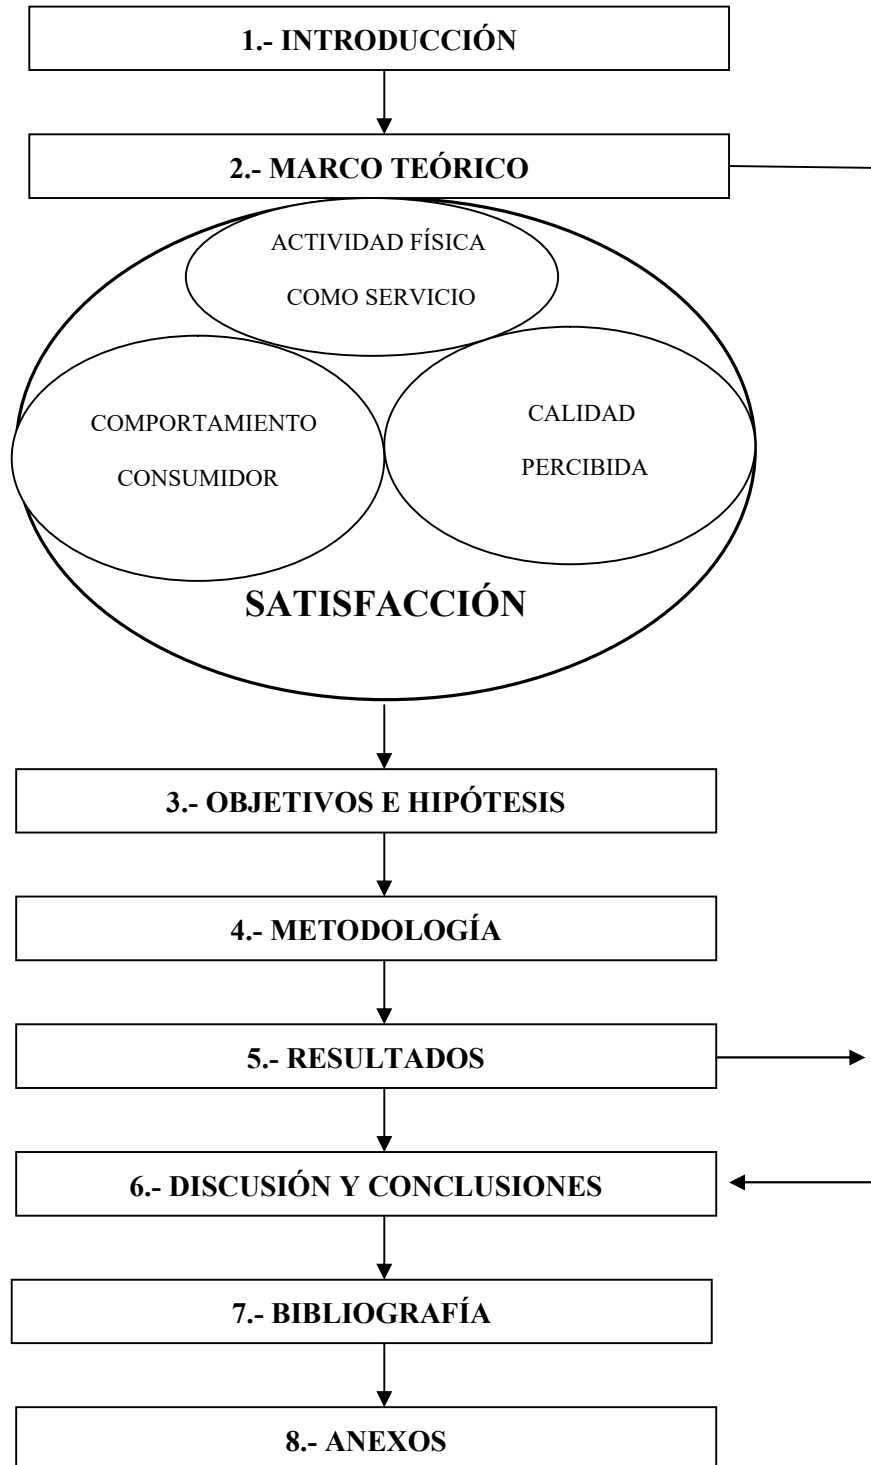 1.- INTRODUCCIÓN
2.- MARCO TEÓRICO
ACTIVIDAD FÍSICA
COMO SERVICIO
COMPORTAMIENTO
CONSUMIDOR
CALIDAD
PERCIBIDA
SATISFACCIÓN
3.- OBJETIVOS E HIPÓTESIS
4.- METODOLOGÍA
5.- RESULTADOS
6.- DISCUSIÓN Y CONCLUSIONES
7.- BIBLIOGRAFÍA
8.- ANEXOS